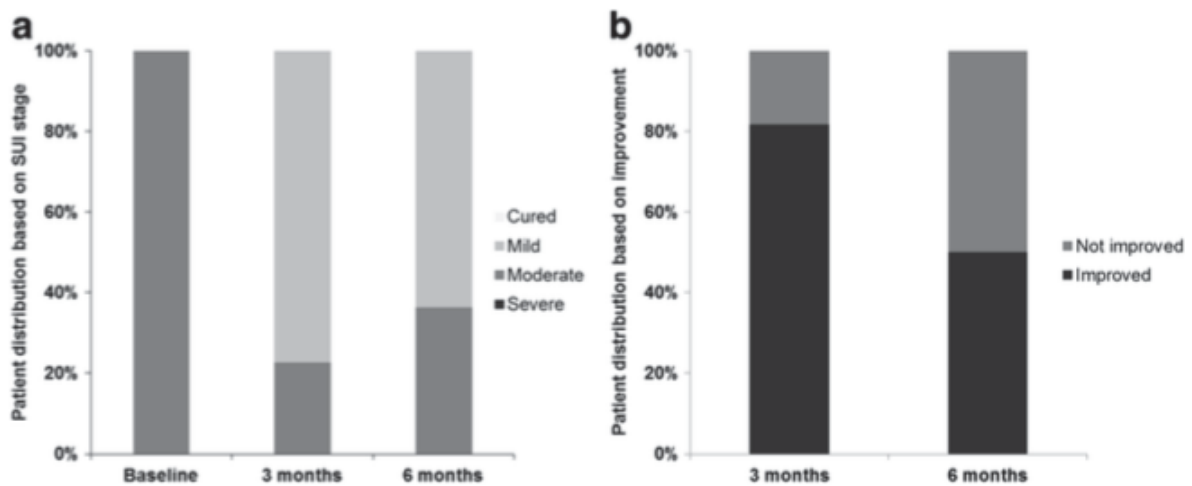 a
Patient distribution based on SUI stage
100%
80%
60%
40%
20%
0%
Baseline
3 months
6 months
Cured
Mild
Moderate
Severe
b
Patient distribution based on improvement
100%
80%
60%
40%
20%
0%
3 months
6 months
Not improved
Improved